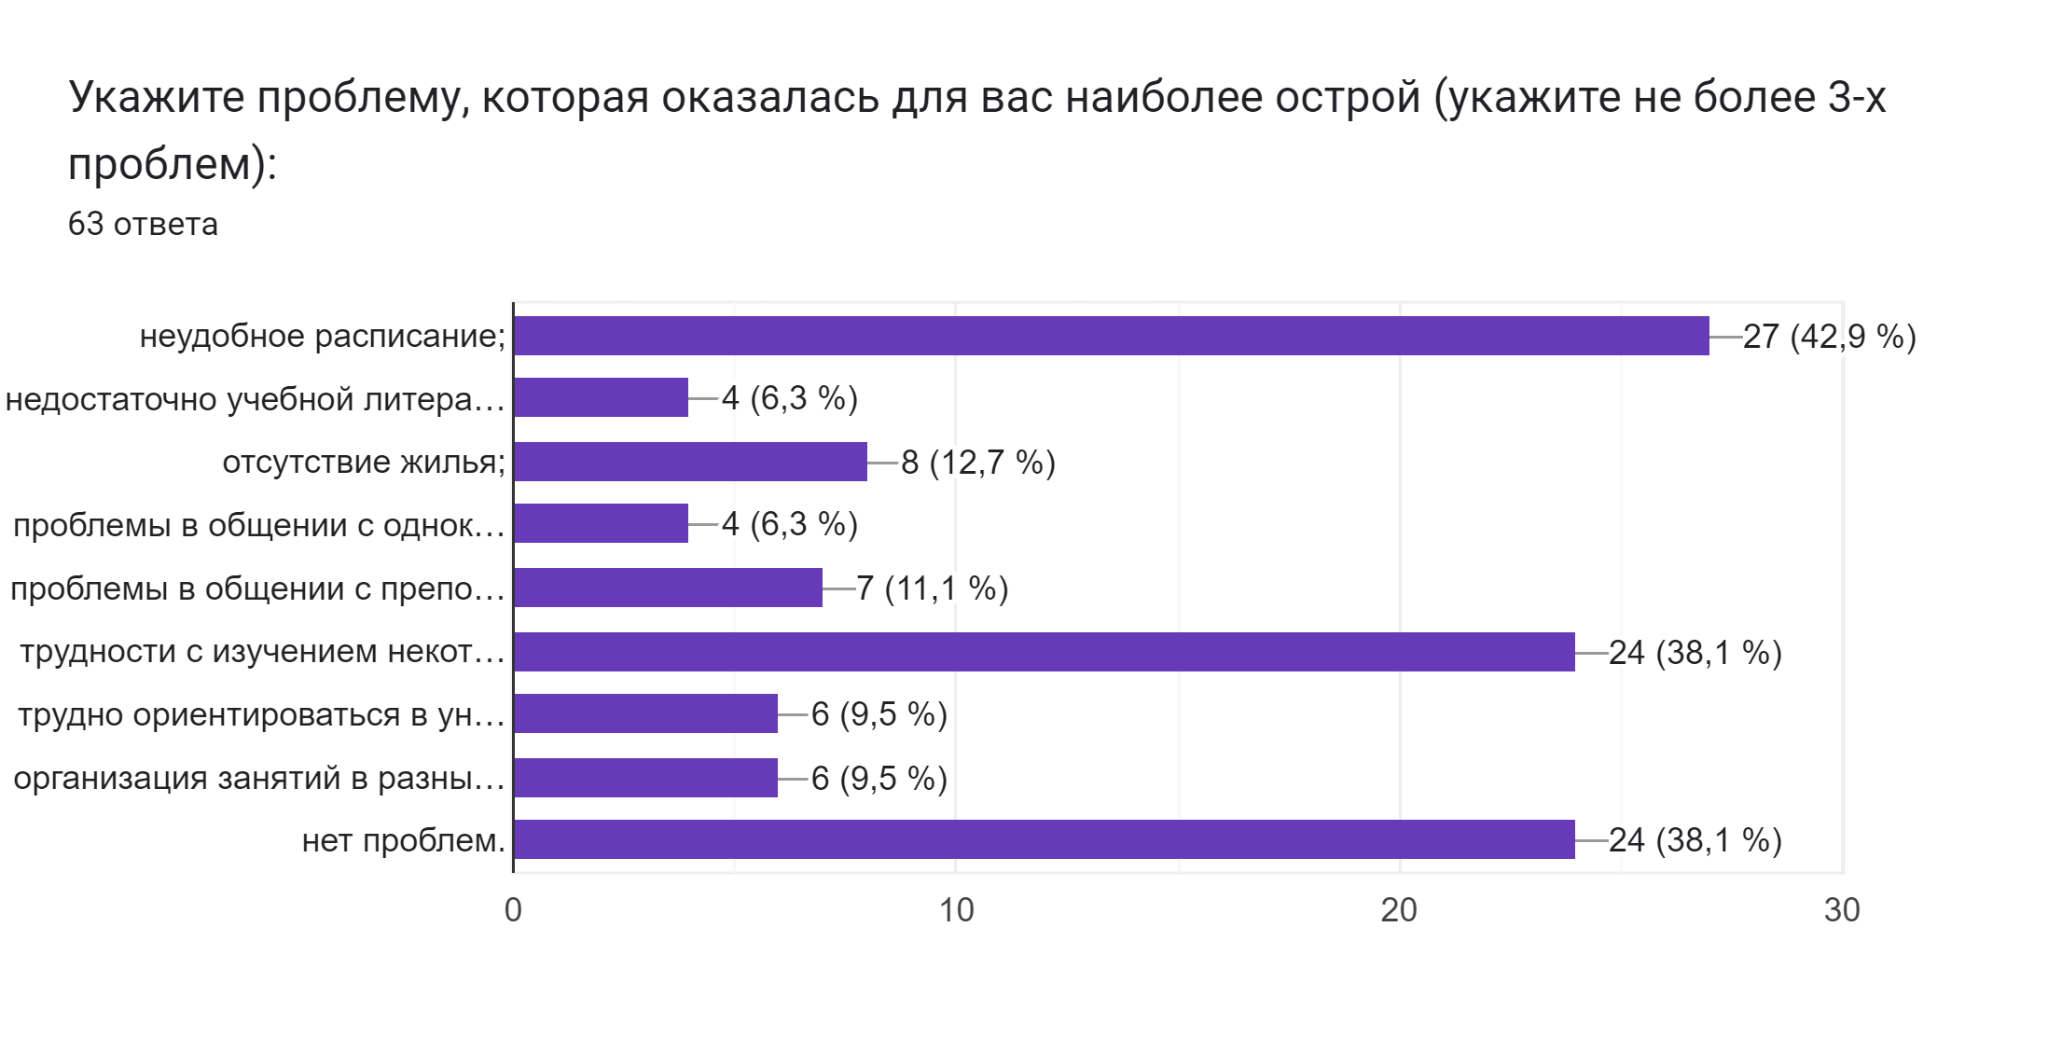 Укажите проблему, которая оказалась для вас наиболее острой (укажите не более 3-х
проблем):
63 ответа
неудобное расписание; 27 (42,9 %)
недостаточно учебной литера… 4 (6,3 %)
отсутствие жилья; 8 (12,7 %)
проблемы в общении с однок… 4 (6,3 %)
проблемы в общении с препо… 7 (11,1 %)
трудности с изучением некот… 24 (38,1 %)
трудно ориентироваться в ун… 6 (9,5 %)
организация занятий в разны… 6 (9,5 %)
нет проблем. 24 (38,1 %)
0 10 20 30